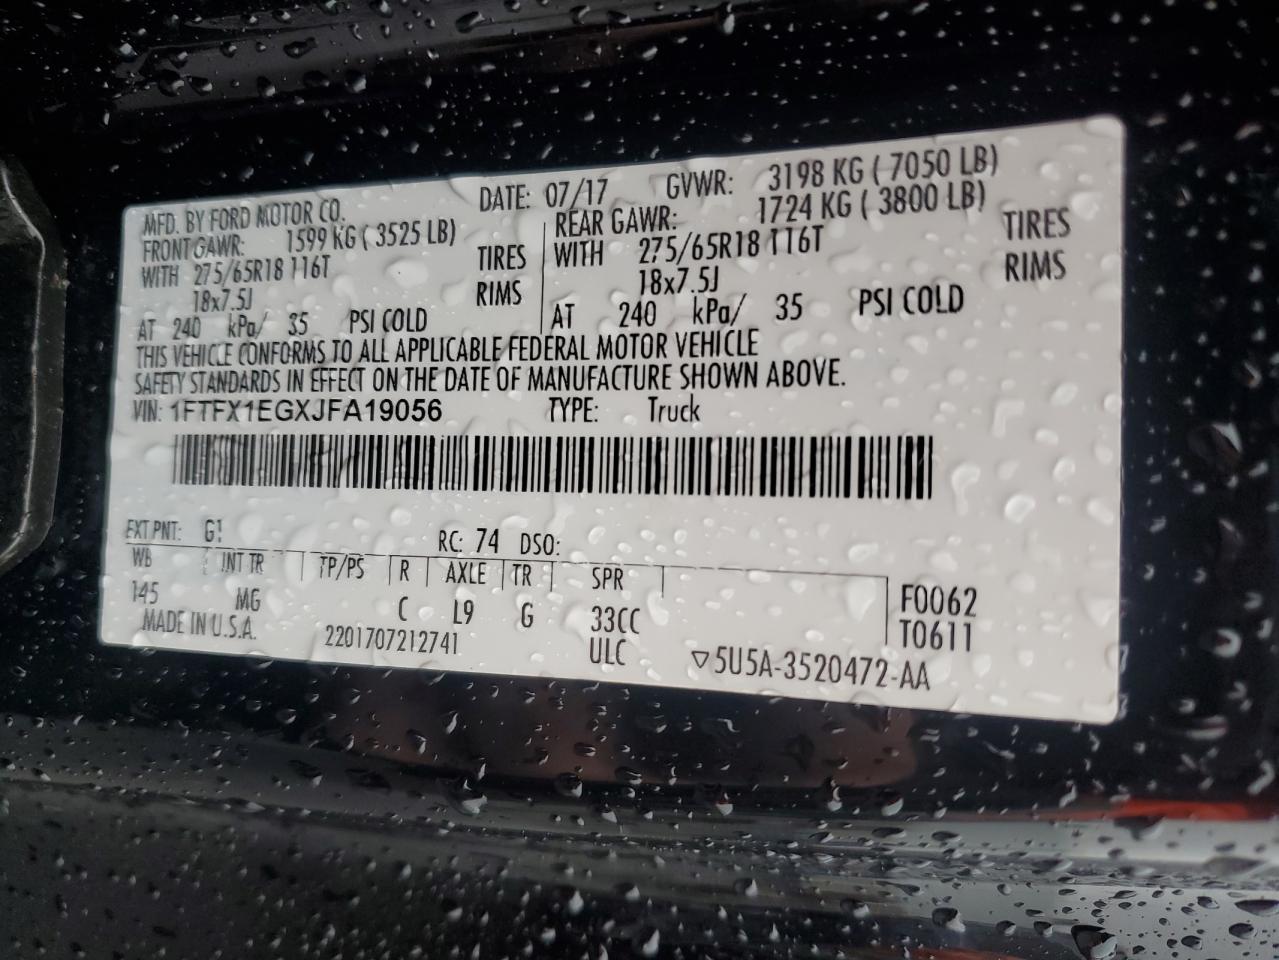 MFD. BY FORD MOTOR CO. DATE: 07/17 GVWR: 3198 KG ( 7050 LB)
FRONT GAWR: 1599 KG ( 3525 LB) REAR GAWR: 1724 KG ( 3800 LB)
WITH 275/65R18 116T TIRES WITH 275/65R18 116T TIRES
18x7.5J RIMS 18x7.5J RIMS
AT 240 kPa/ 35 PSI COLD AT 240 kPa/ 35 PSI COLD
THIS VEHICLE CONFORMS TO ALL APPLICABLE FEDERAL MOTOR VEHICLE
SAFETY STANDARDS IN EFFECT ON THE DATE OF MANUFACTURE SHOWN ABOVE.
VIN: 1FTFX1EGXJFA19056 TYPE: Truck
EXT PNT: G1 RC: 74 DSO:
WB INT TR TP/PS R AXLE TR SPR
145 MG C L9 G 33CC F0062
MADE IN U.S.A. 2201707212741 ULC T0611
▽5U5A-3520472-AA